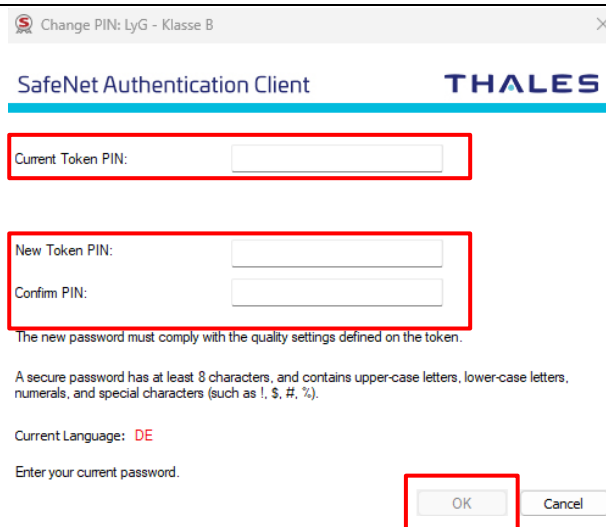 Change PIN: LyG - Klasse B
SafeNet Authentication Client THALES
Current Token PIN:
New Token PIN:
Confirm PIN:
The new password must comply with the quality settings defined on the token.
A secure password has at least 8 characters, and contains upper-case letters, lower-case letters,
numerals, and special characters (such as !, $, #, %).
Current Language: DE
Enter your current password.
OK Cancel